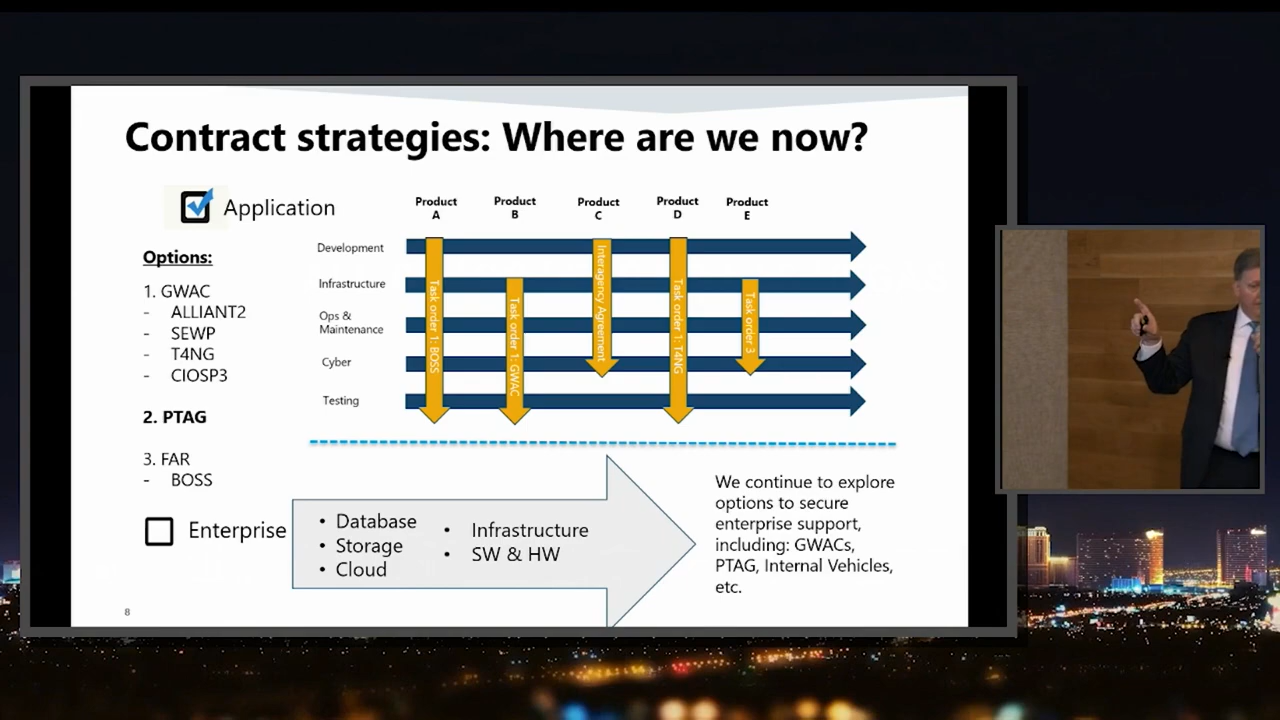 Contract strategies: Where are we now?
Application
Options:
1. GWAC
- ALLIANT2
- SEWP
- T4NG
- CIOSP3
2. PTAG
3. FAR
- BOSS
Product
A
Product
B
Product
C
Product
D
Product
E
Development
Infrastructure
Ops &
Maintenance
Cyber
Testing
Task order 1: BOSS
Task order 1: GWAC
Interagency Agreement
Task order 1: T4NG
Task order 3
Enterprise
• Database
• Storage
• Cloud
• Infrastructure
• SW & HW
We continue to explore
options to secure
enterprise support,
including: GWACs,
PTAG, Internal Vehicles,
etc.
8